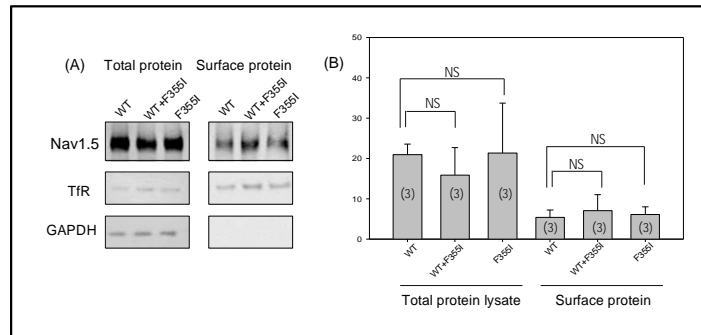 (A)
Total protein
Surface protein
WT
WT+F355I
F355I
WT
WT+F355I
F355I
Nav1.5
TfR
GAPDH
(B)
50
40
30
20
10
0
NS
NS
NS
NS
(3)
(3)
(3)
(3)
(3)
(3)
WT
WT+F355I
F355I
WT
WT+F355I
F355I
Total protein lysate
Surface protein